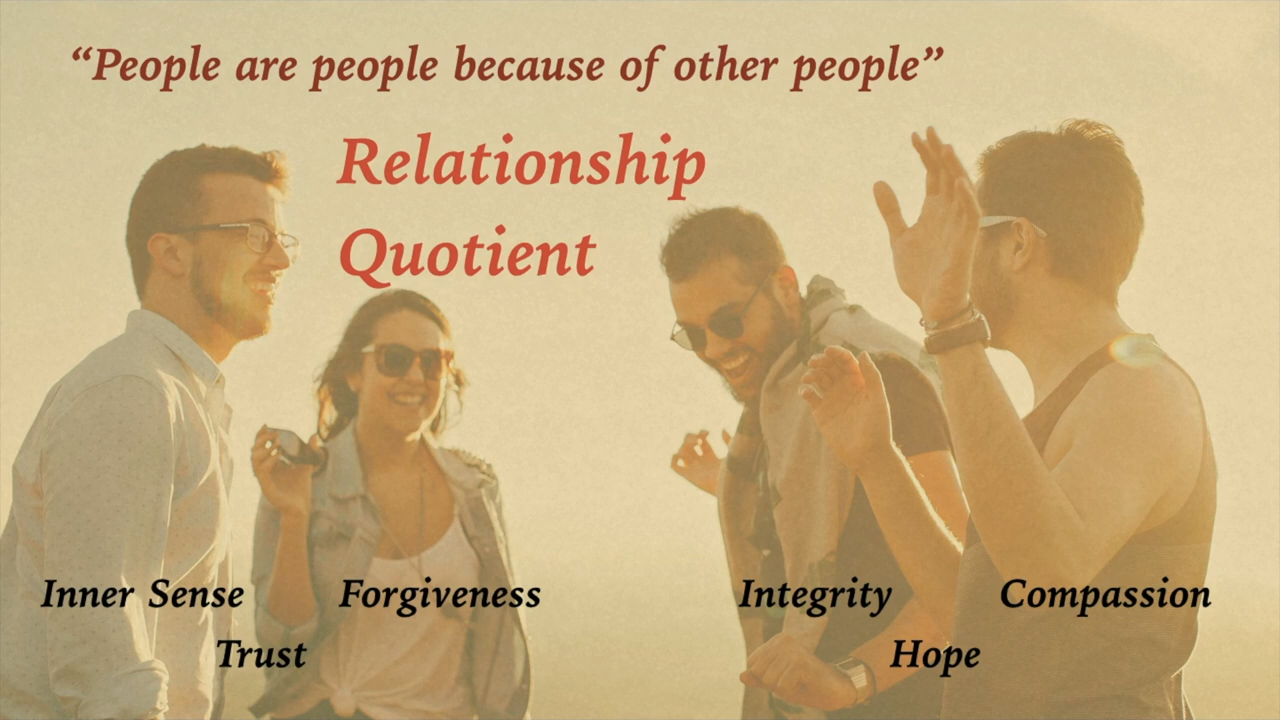 “People are people because of other people”
Relationship
Quotient
Inner Sense Forgiveness Integrity Compassion
Trust Hope